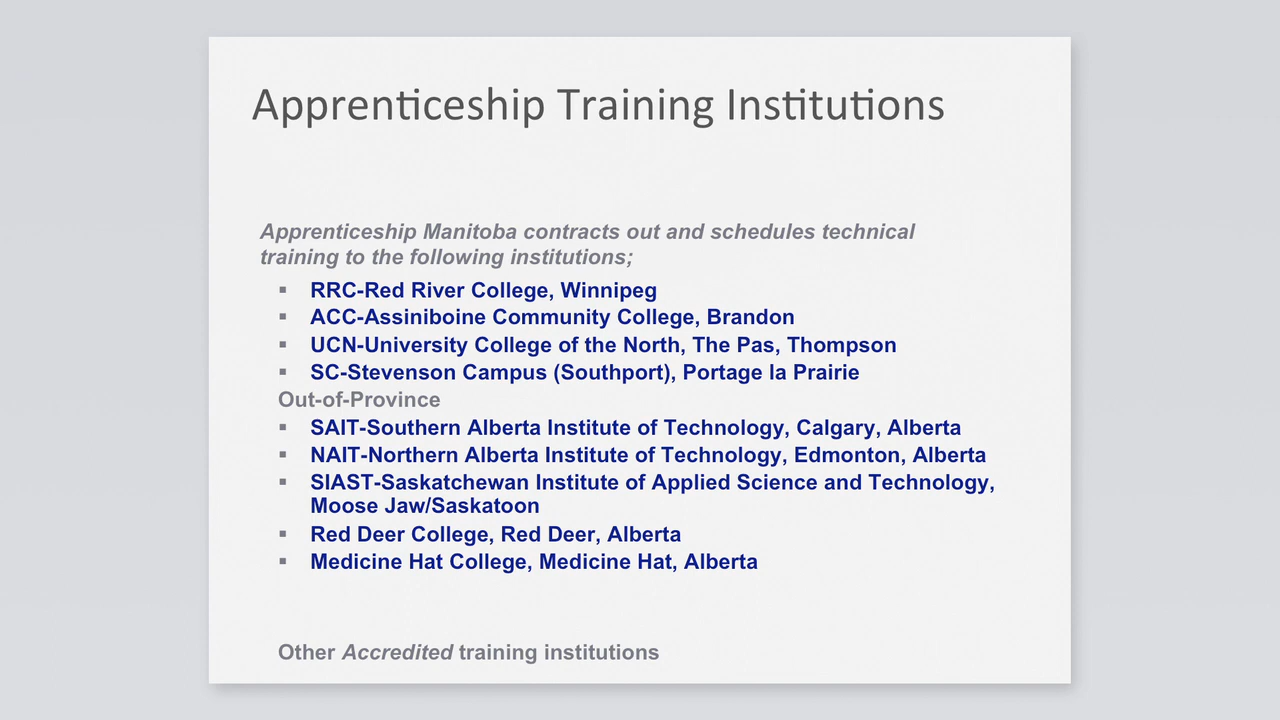 Apprenticeship Training Institutions
Apprenticeship Manitoba contracts out and schedules technical
training to the following institutions;
▪ RRC-Red River College, Winnipeg
▪ ACC-Assiniboine Community College, Brandon
▪ UCN-University College of the North, The Pas, Thompson
▪ SC-Stevenson Campus (Southport), Portage la Prairie
Out-of-Province
▪ SAIT-Southern Alberta Institute of Technology, Calgary, Alberta
▪ NAIT-Northern Alberta Institute of Technology, Edmonton, Alberta
▪ SIAST-Saskatchewan Institute of Applied Science and Technology,
Moose Jaw/Saskatoon
▪ Red Deer College, Red Deer, Alberta
▪ Medicine Hat College, Medicine Hat, Alberta
Other Accredited training institutions